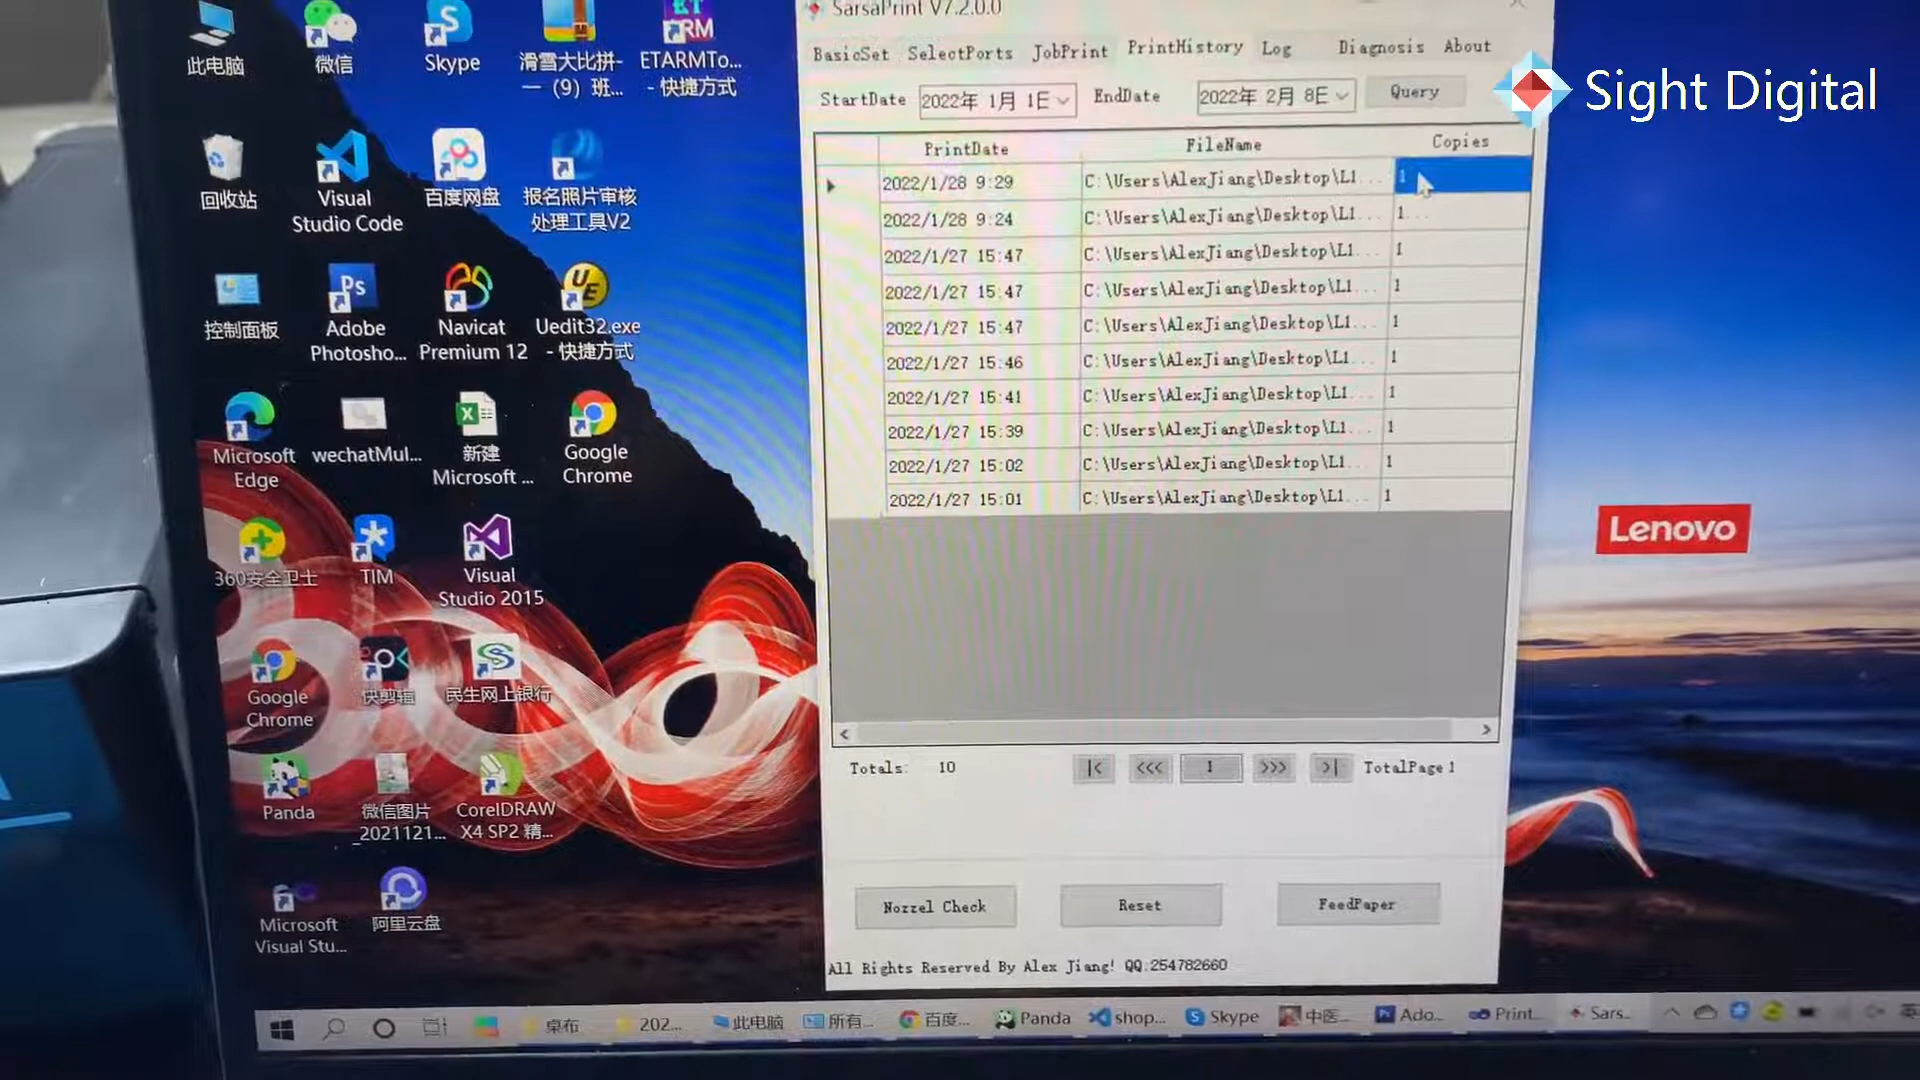 SarsaPrint V7.2.0.0
BasicSet SelectPorts JobPrint PrintHistory Log Diagnosis About
StartDate 2022年 1月 1日 EndDate 2022年 2月 8日 Query
Sight Digital
PrintDate FileName Copies
2022/1/28 9:29 C:\Users\AlexJiang\Desktop\L1... 1
2022/1/28 9:24 C:\Users\AlexJiang\Desktop\L1... 1
2022/1/27 15:47 C:\Users\AlexJiang\Desktop\L1... 1
2022/1/27 15:47 C:\Users\AlexJiang\Desktop\L1... 1
2022/1/27 15:47 C:\Users\AlexJiang\Desktop\L1... 1
2022/1/27 15:46 C:\Users\AlexJiang\Desktop\L1... 1
2022/1/27 15:41 C:\Users\AlexJiang\Desktop\L1... 1
2022/1/27 15:39 C:\Users\AlexJiang\Desktop\L1... 1
2022/1/27 15:02 C:\Users\AlexJiang\Desktop\L1... 1
2022/1/27 15:01 C:\Users\AlexJiang\Desktop\L1... 1
Totals: 10 |< <<< 1 >>> >| TotalPage 1
Nozzel Check Reset FeedPaper
All Rights Reserved By Alex Jiang! QQ:254782660
Lenovo
此电脑
微信
Skype
滑雪大比拼-
一（9）班...
ETARMTo...
- 快捷方式
回收站
Visual
Studio Code
百度网盘
报名照片审核
处理工具V2
控制面板
Adobe
Photosho...
Navicat
Premium 12
Uedit32.exe
- 快捷方式
Microsoft
Edge
wechatMul...
新建
Microsoft ...
Google
Chrome
360安全卫士
TIM
Visual
Studio 2015
Google
Chrome
快剪辑
民生网上银行
Panda
微信图片
_2021121...
CorelDRAW
X4 SP2 精...
Microsoft
Visual Stu...
阿里云盘
桌布 202... 此电脑 所有... 百度... Panda shop... Skype 中医... Ado... Print... Sars... 英